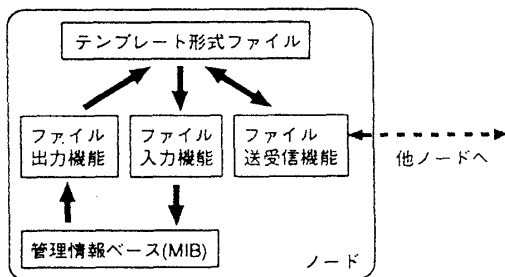 テンプレート形式ファイル
ファイル
出力機能
ファイル
入力機能
ファイル
送受信機能
他ノードへ
管理情報ベース(MIB)
ノード